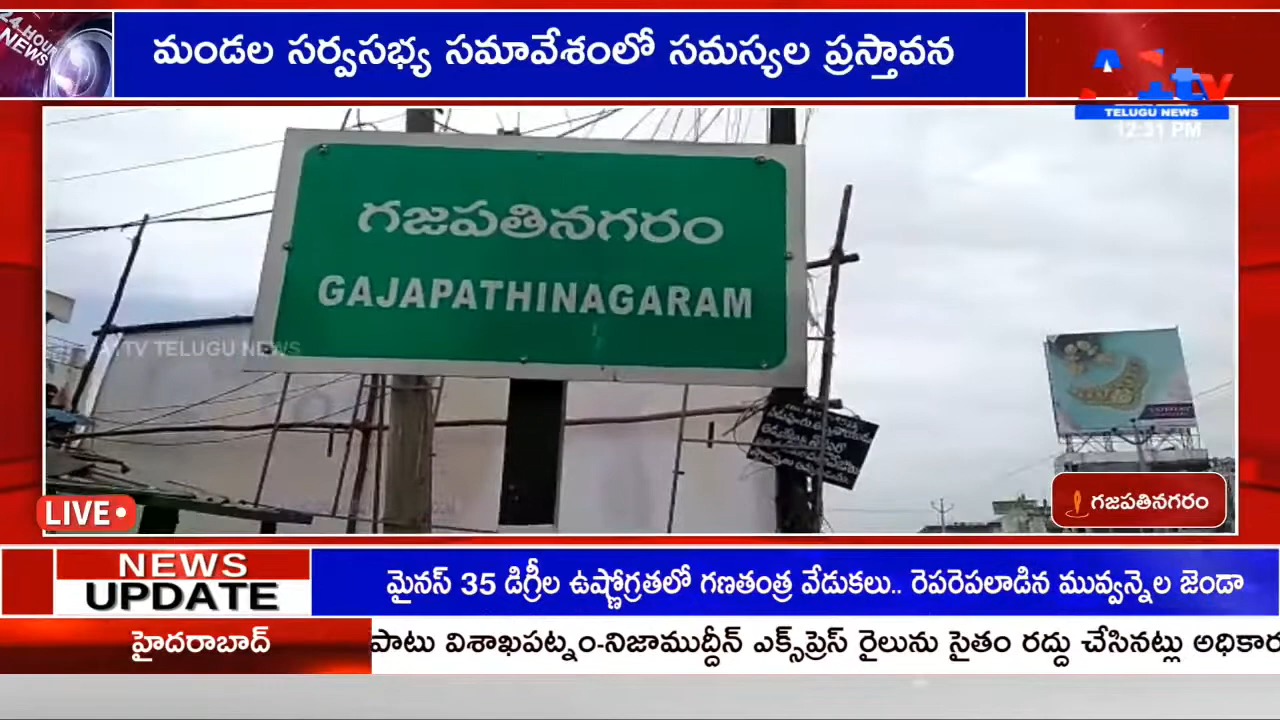 24 HOUR
NEWS
మండల సర్వసభ్య సమావేశంలో సమస్యల ప్రస్తావన
tv
TELUGU NEWS
12:31 PM
గజపతినగరం
GAJAPATHINAGARAM
TV TELUGU NEWS
LIVE
గజపతినగరం
NEWS
UPDATE
మైనస్ 35 డిగ్రీల ఉష్ణోగ్రతలో గణతంత్ర వేడుకలు.. రెపరెపలాడిన మువ్వన్నెల జెండా
హైదరాబాద్
పాటు విశాఖపట్నం-నిజాముద్దీన్ ఎక్స్‌ప్రెస్ రైలును సైతం రద్దు చేసినట్లు అధికార